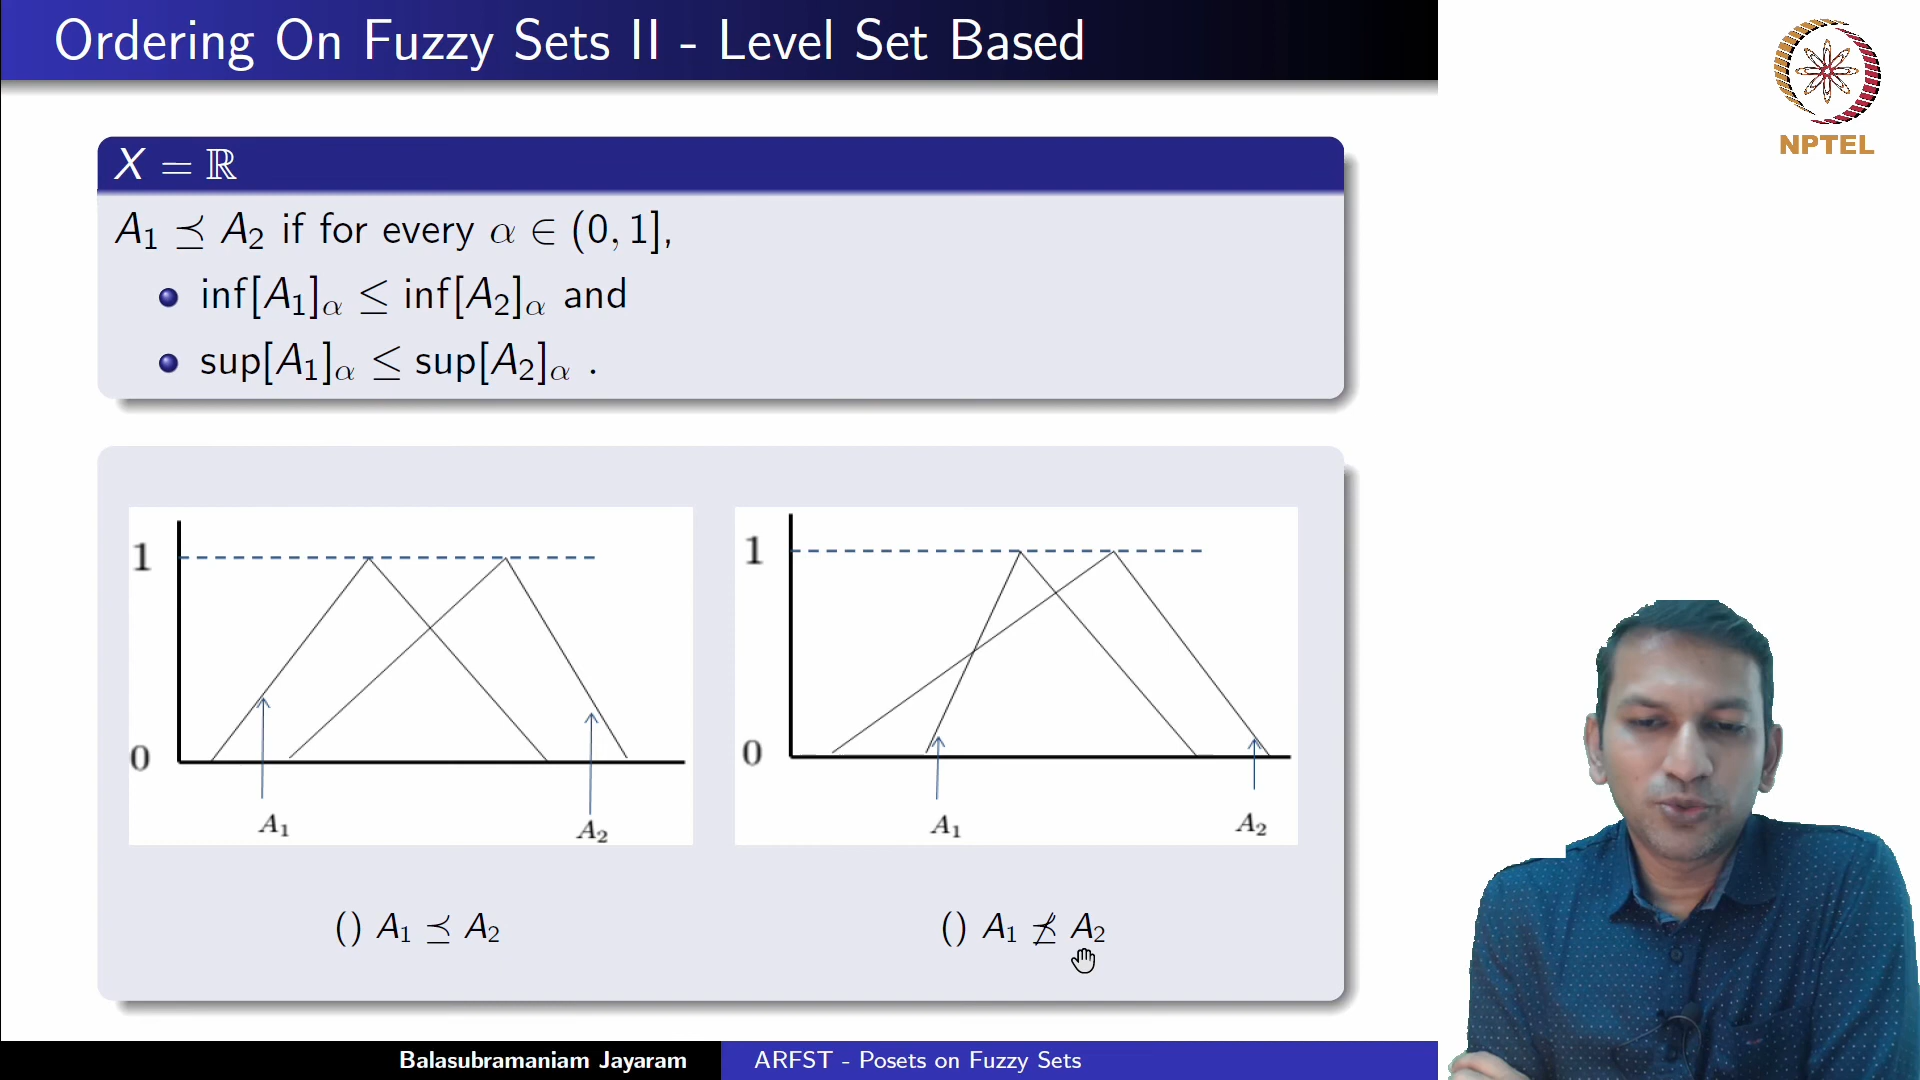 Ordering On Fuzzy Sets II - Level Set Based
NPTEL
X = ℝ
A₁ ⪯ A₂ if for every α ∈ (0, 1],
inf[A₁]α ≤ inf[A₂]α and
sup[A₁]α ≤ sup[A₂]α .
1
0
A₁
A₂
1
0
A₁
A₂
() A₁ ⪯ A₂
() A₁ ⪯̸ A₂
Balasubramaniam Jayaram
ARFST - Posets on Fuzzy Sets